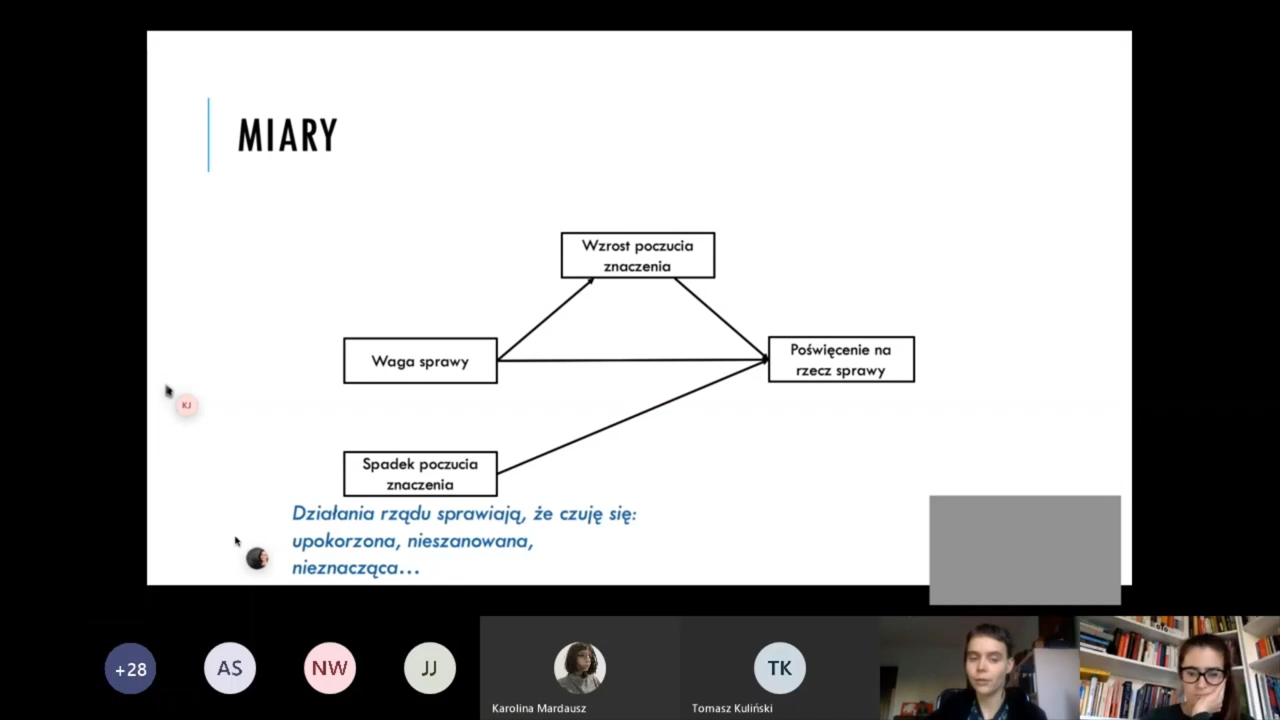 MIARY
Wzrost poczucia
znaczenia
Waga sprawy
Poświęcenie na
rzecz sprawy
KJ
Spadek poczucia
znaczenia
Działania rządu sprawiają, że czuję się:
upokorzona, nieszanowana,
nieznacząca...
+28
AS
NW
JJ
TK
Karolina Mardausz
Tomasz Kuliński